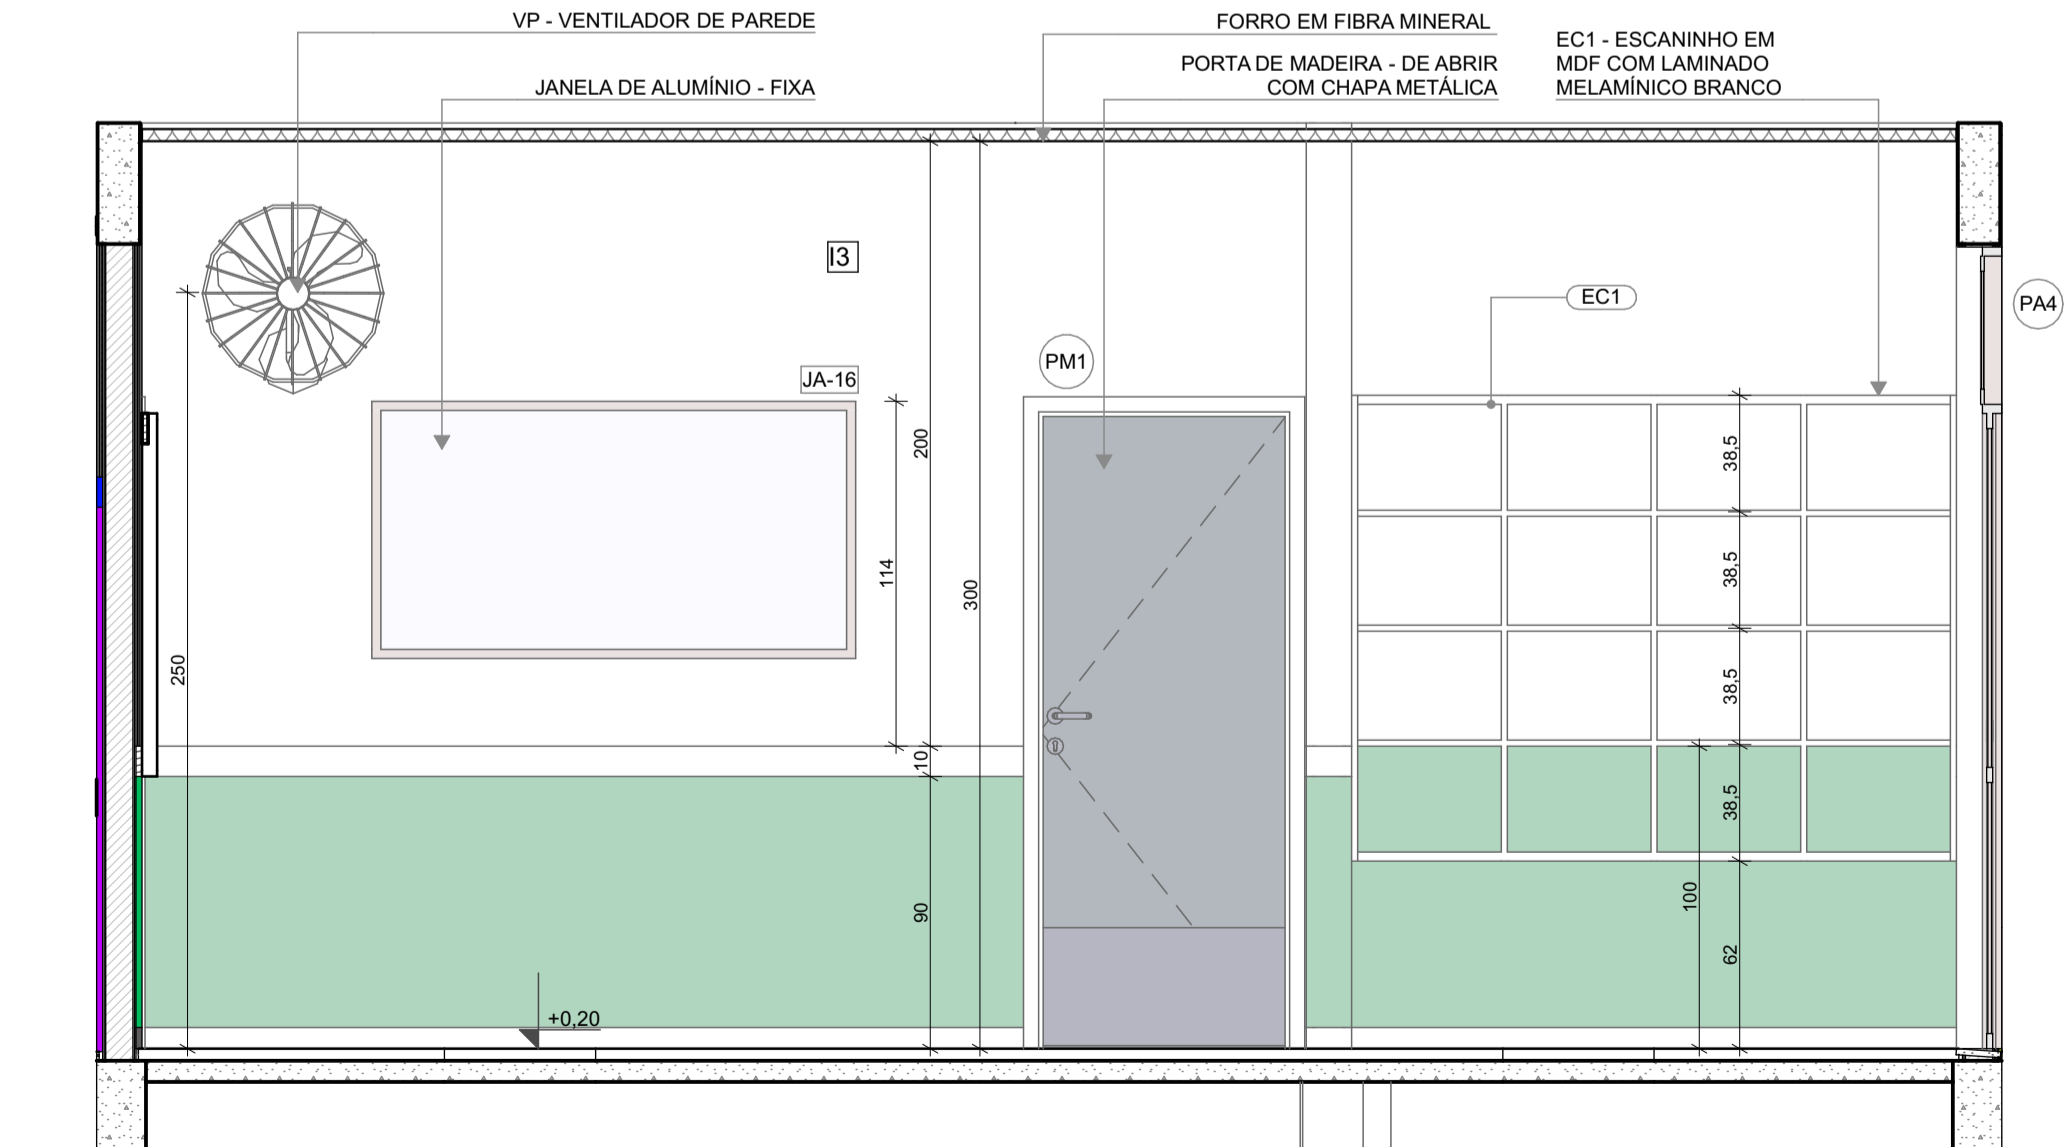 VP - VENTILADOR DE PAREDE
JANELA DE ALUMÍNIO - FIXA
FORRO EM FIBRA MINERAL
PORTA DE MADEIRA - DE ABRIR
COM CHAPA METÁLICA
EC1 - ESCANINHO EM
MDF COM LAMINADO
MELAMÍNICO BRANCO
I3
EC1
PA4
PM1
JA-16
200
38,5
38,5
114
300
250
38,5
10
38,5
100
90
62
+0,20